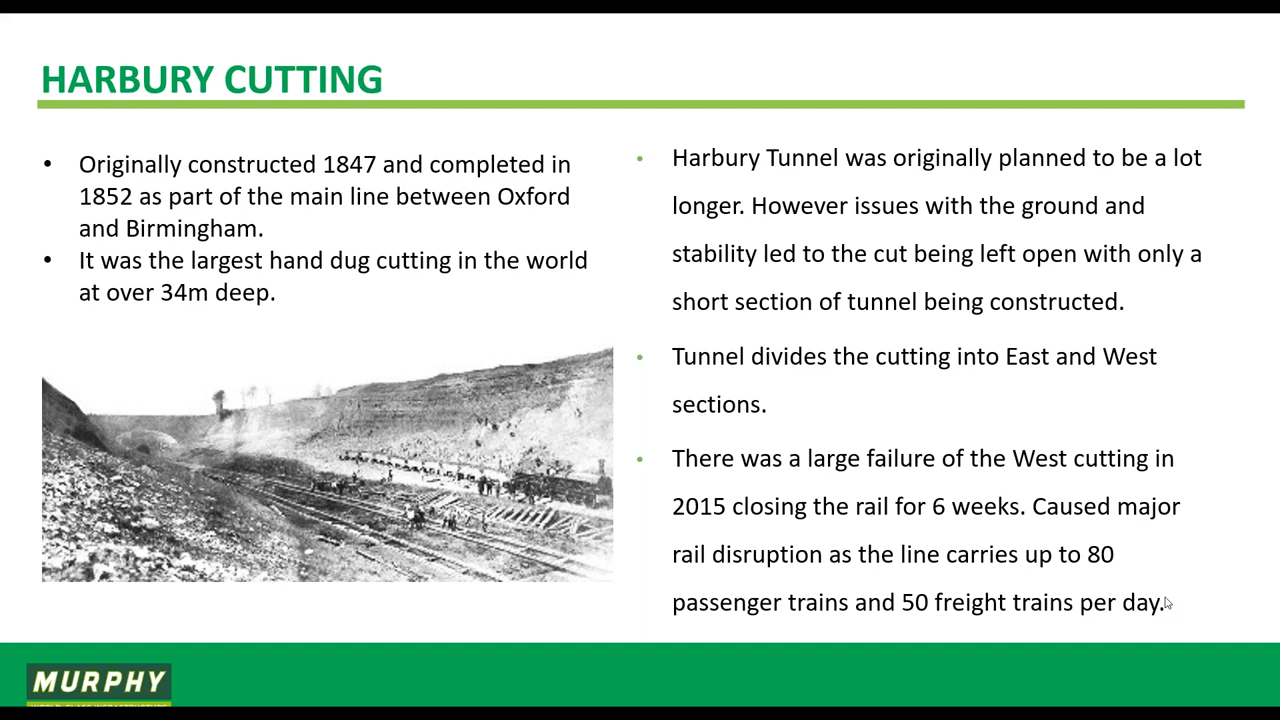 HARBURY CUTTING
• Originally constructed 1847 and completed in
1852 as part of the main line between Oxford
and Birmingham.
• It was the largest hand dug cutting in the world
at over 34m deep.
• Harbury Tunnel was originally planned to be a lot
longer. However issues with the ground and
stability led to the cut being left open with only a
short section of tunnel being constructed.
• Tunnel divides the cutting into East and West
sections.
• There was a large failure of the West cutting in
2015 closing the rail for 6 weeks. Caused major
rail disruption as the line carries up to 80
passenger trains and 50 freight trains per day.
MURPHY
WORLD-CLASS INFRASTRUCTURE